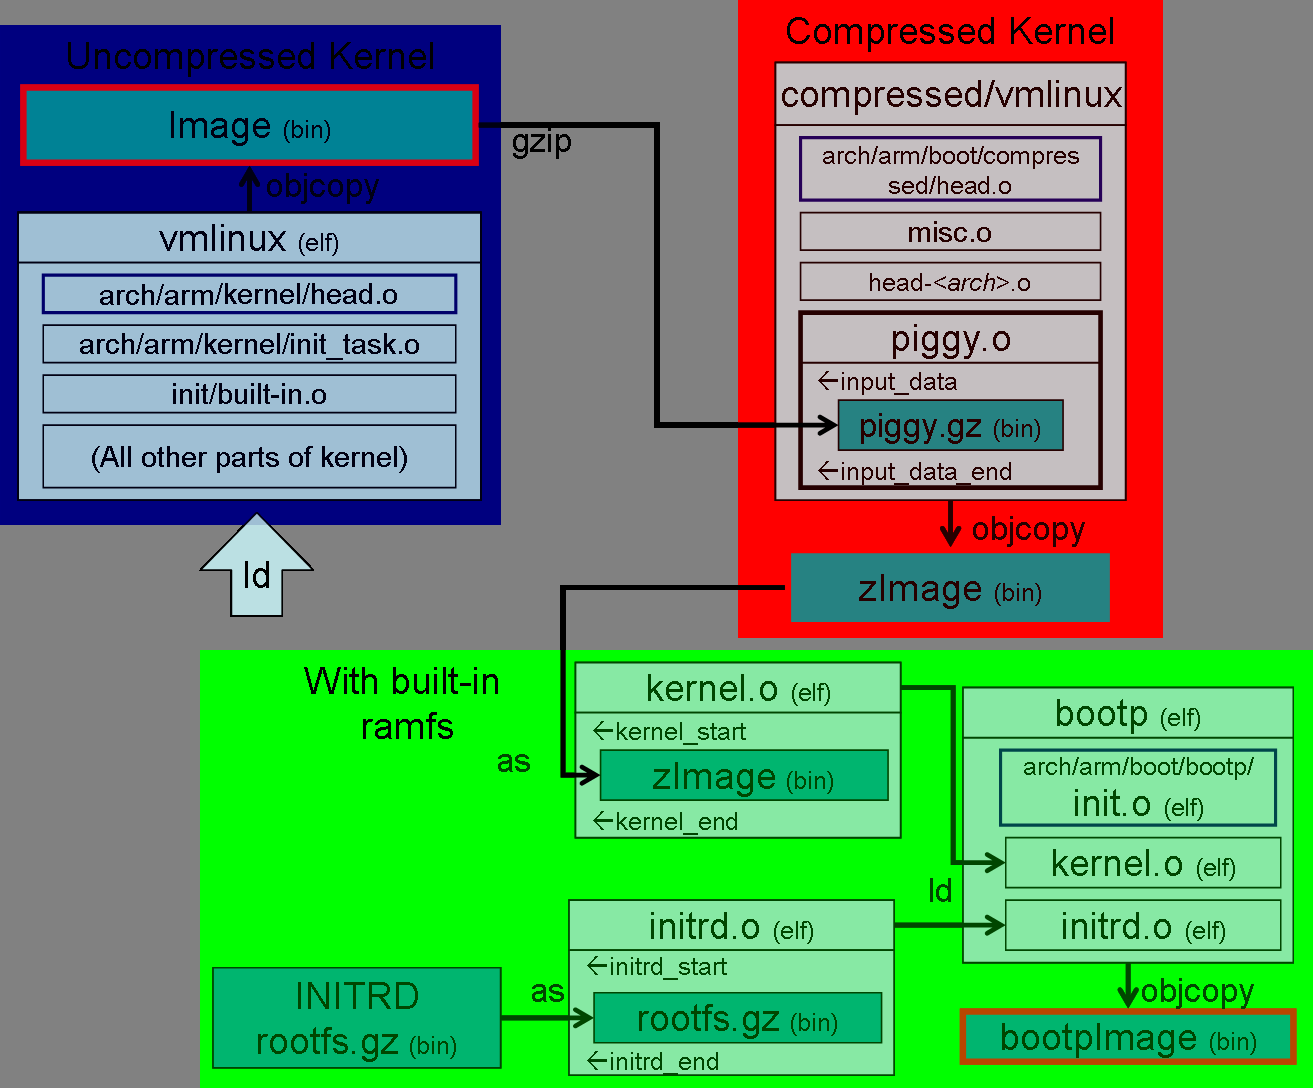 Uncompressed Kernel
Image (bin)
objcopy
vmlinux (elf)
arch/arm/kernel/head.o
arch/arm/kernel/init_task.o
init/built-in.o
(All other parts of kernel)
ld
gzip
Compressed Kernel
compressed/vmlinux
arch/arm/boot/compres
sed/head.o
misc.o
head-<arch>.o
piggy.o
←input_data
piggy.gz (bin)
←input_data_end
objcopy
zImage (bin)
With built-in
ramfs
as
kernel.o (elf)
←kernel_start
zImage (bin)
←kernel_end
INITRD
rootfs.gz (bin)
as
initrd.o (elf)
←initrd_start
rootfs.gz (bin)
←initrd_end
ld
bootp (elf)
arch/arm/boot/bootp/
init.o (elf)
kernel.o (elf)
initrd.o (elf)
objcopy
bootpImage (bin)